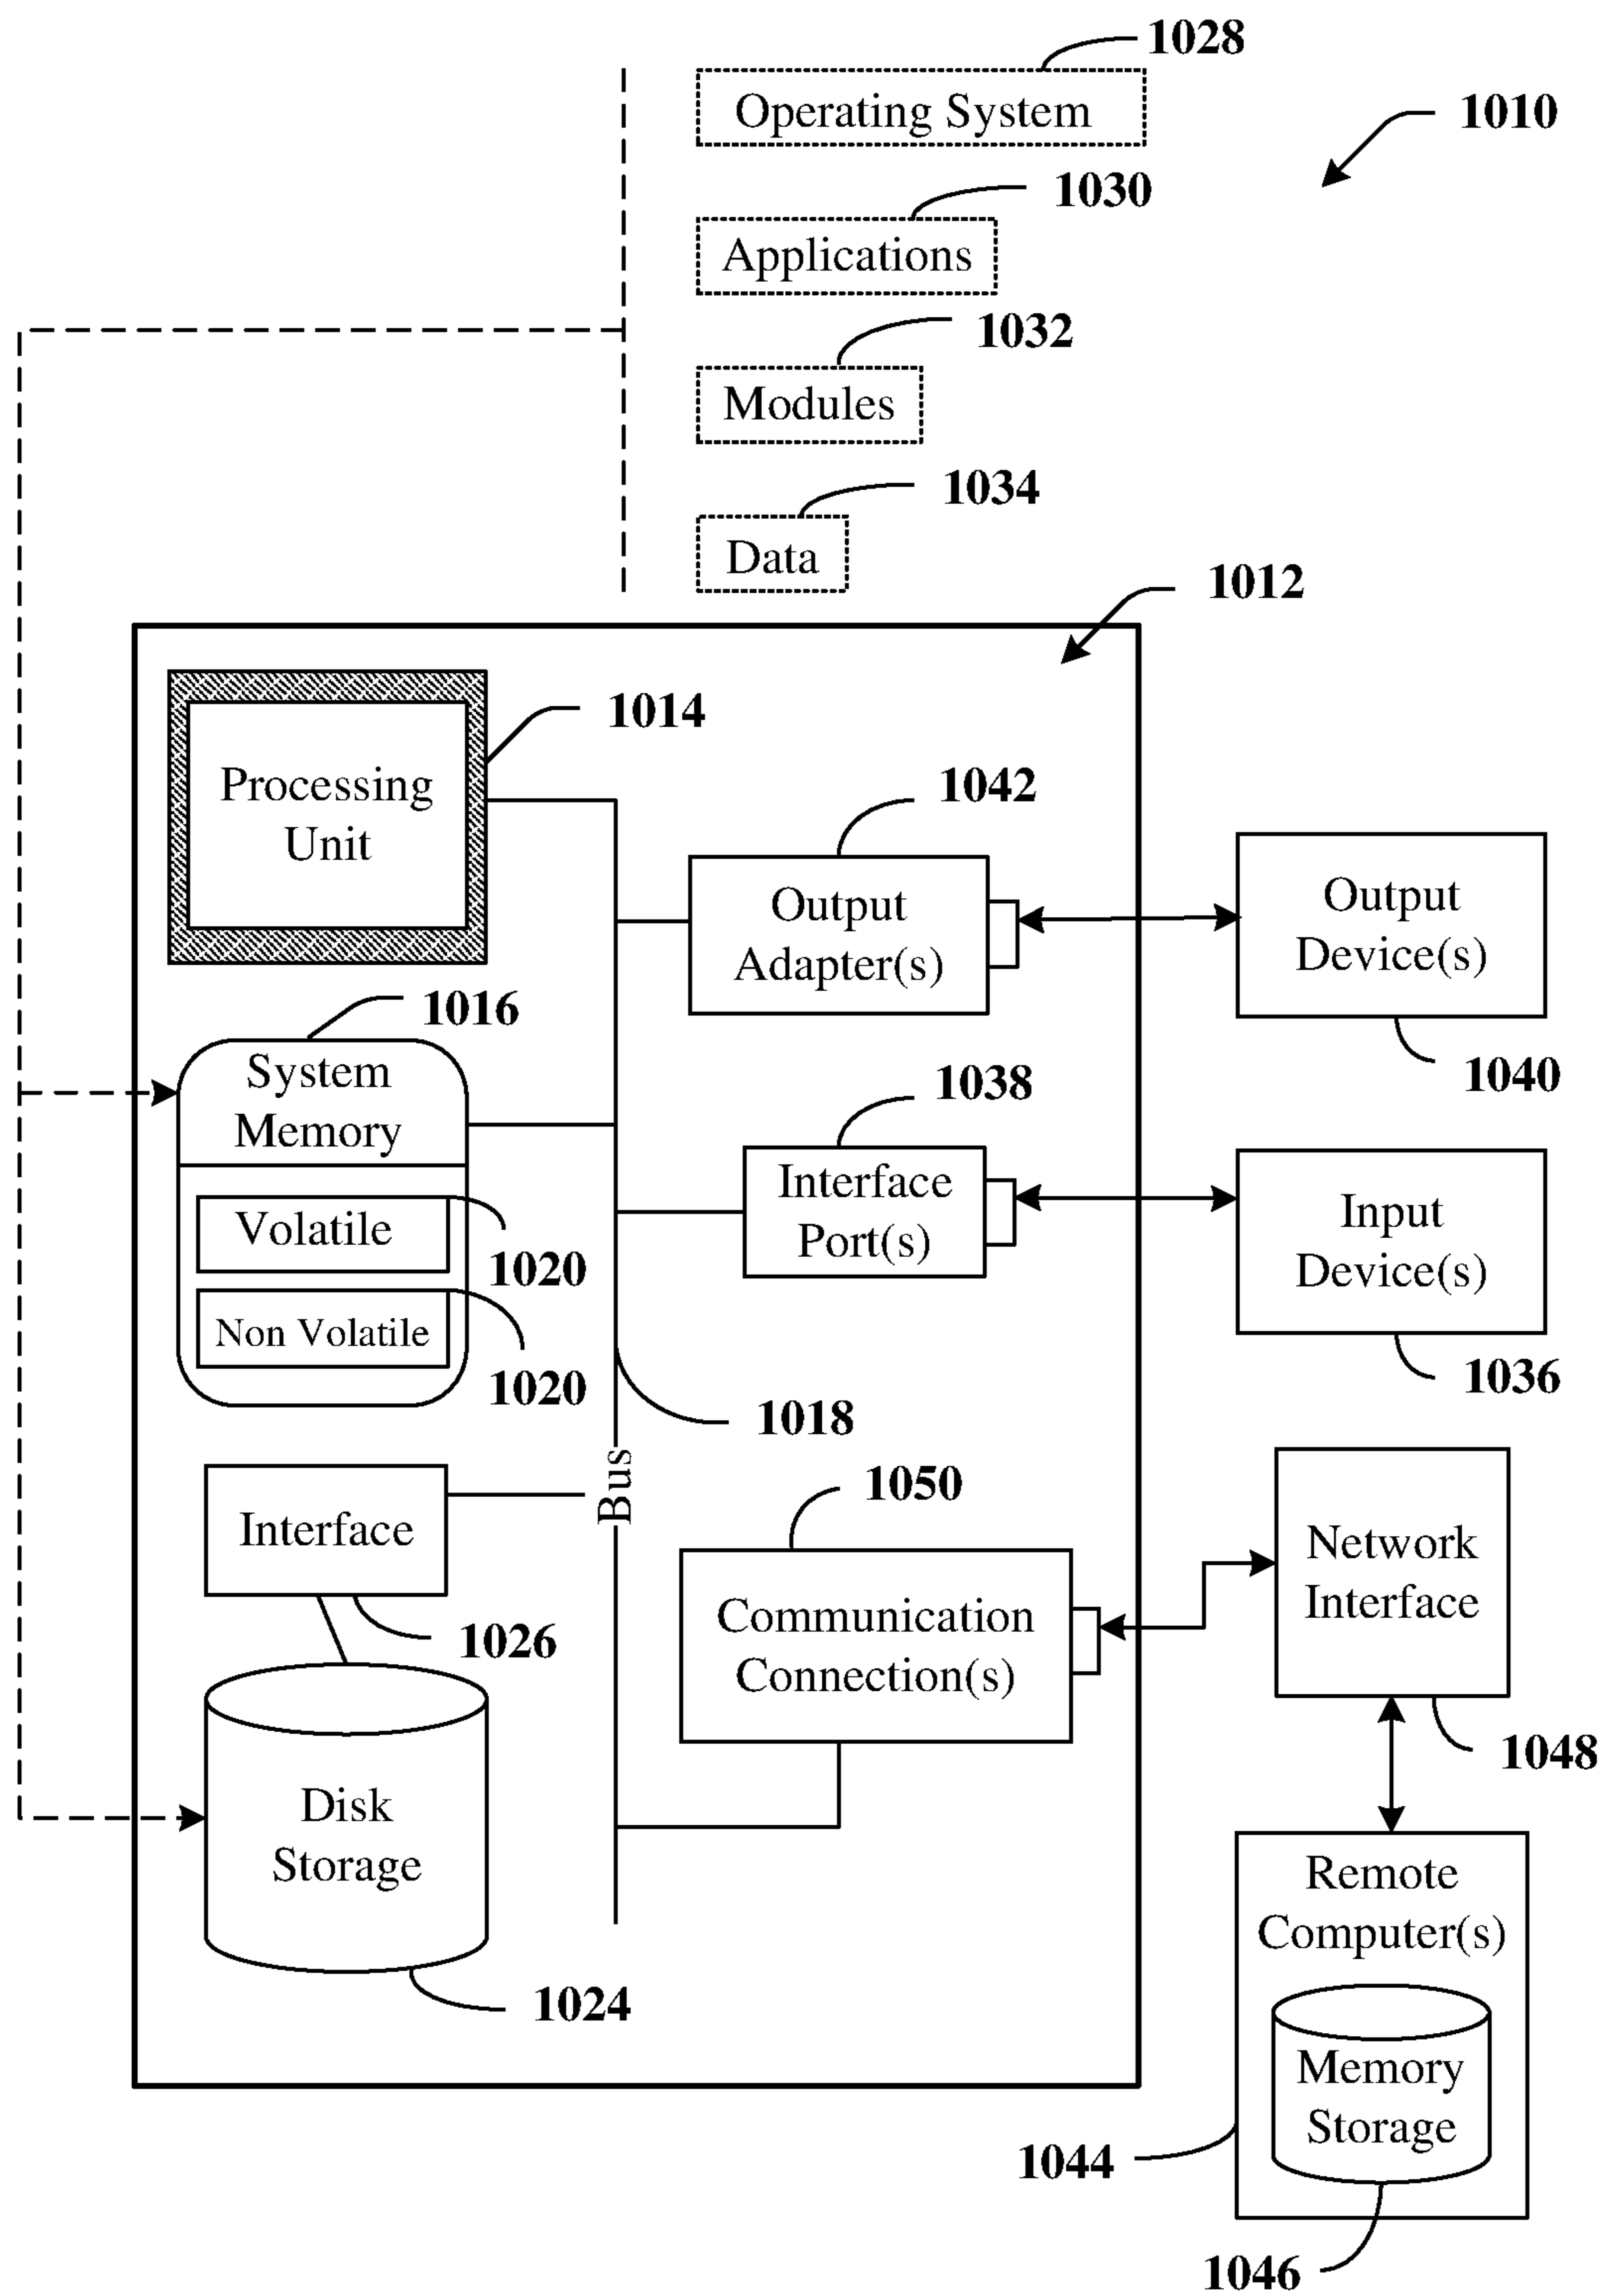 1028
Operating System
1010
1030
Applications
1032
Modules
1034
Data
1012
1014
Processing
Unit
1042
Output
Adapter(s)
Output
Device(s)
1040
1016
System
Memory
1038
Interface
Port(s)
Input
Device(s)
1036
Volatile
1020
Non Volatile
1020
1018
Bus
1050
Interface
1026
Communication
Connection(s)
Network
Interface
1048
Disk
Storage
1024
Remote
Computer(s)
Memory
Storage
1044
1046